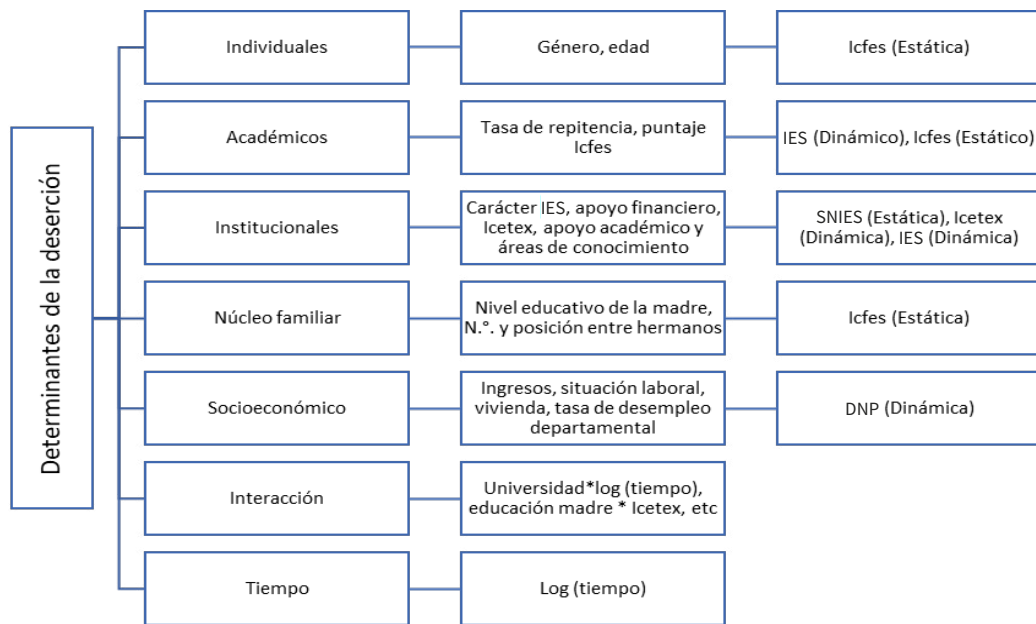 Determinantes de la deserción
Individuales
Género, edad
Icfes (Estática)
Académicos
Tasa de repitencia, puntaje
Icfes
IES (Dinámico), Icfes (Estático)
Institucionales
Carácter IES, apoyo financiero,
Icetex, apoyo académico y
áreas de conocimiento
SNIES (Estática), Icetex
(Dinámica), IES (Dinámica)
Núcleo familiar
Nivel educativo de la madre,
N.°. y posición entre hermanos
Icfes (Estática)
Socioeconómico
Ingresos, situación laboral,
vivienda, tasa de desempleo
departamental
DNP (Dinámica)
Interacción
Universidad*log (tiempo),
educación madre * Icetex, etc
Tiempo
Log (tiempo)